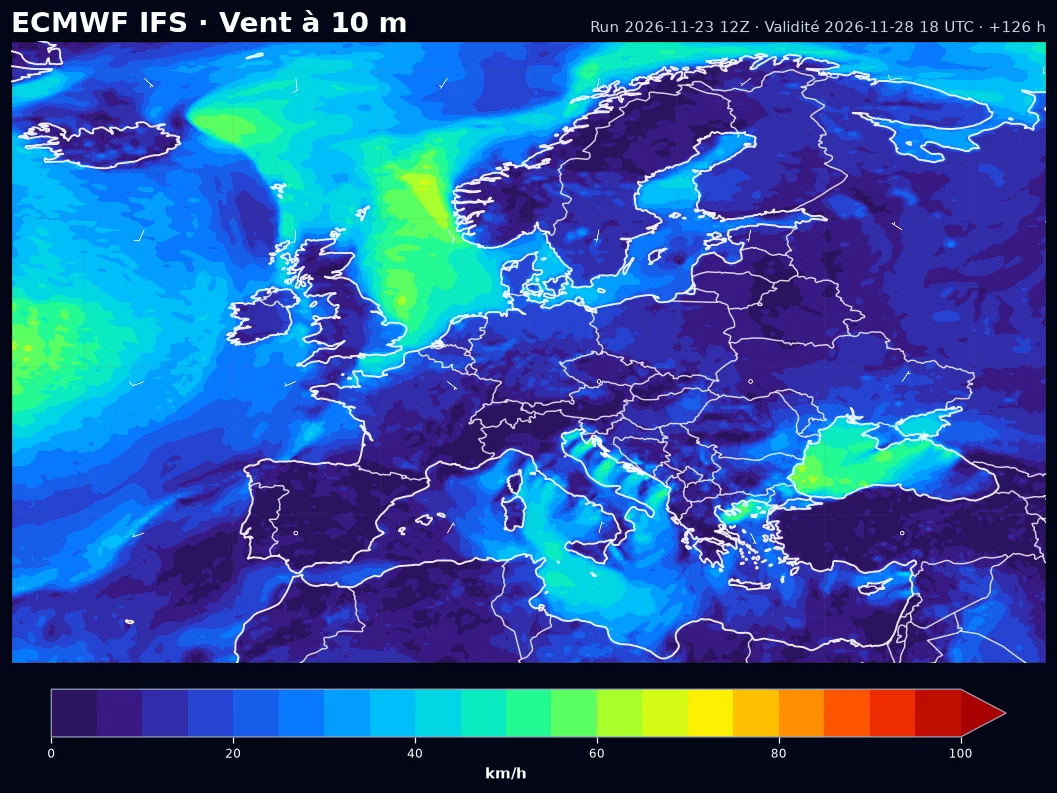 ECMWF IFS · Vent à 10 m
Run 2026-11-23 12Z · Validité 2026-11-28 18 UTC · +126 h
0 20 40 60 80 100
km/h